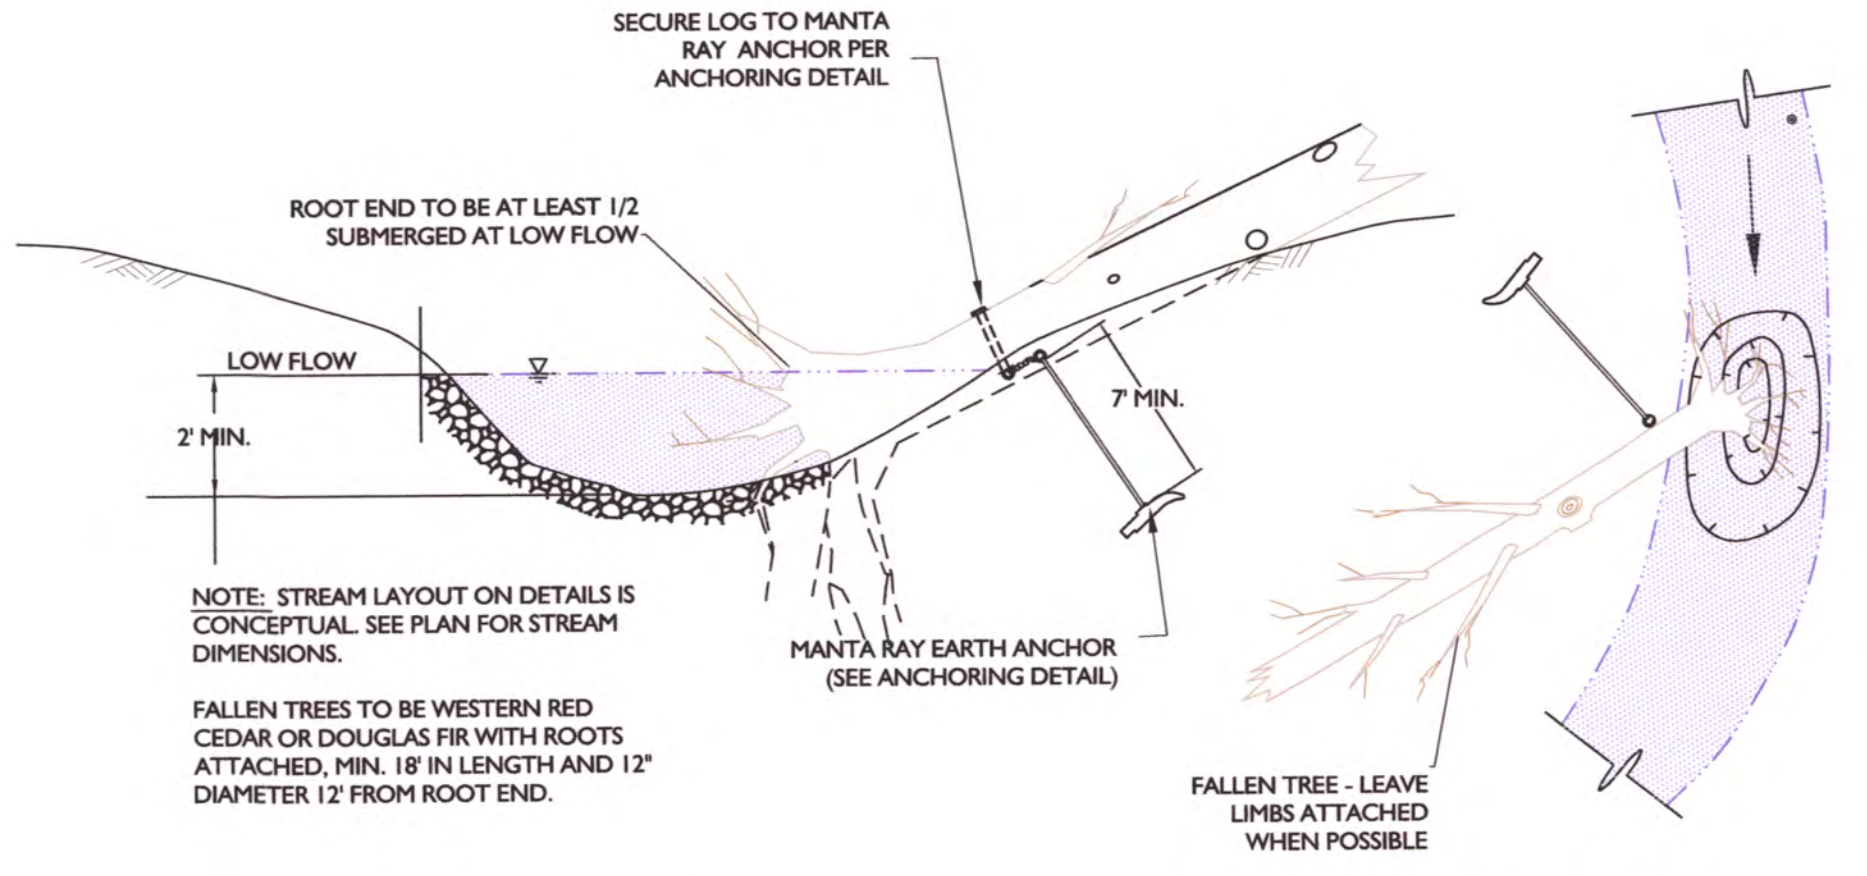 SECURE LOG TO MANTA
RAY ANCHOR PER
ANCHORING DETAIL
ROOT END TO BE AT LEAST 1/2
SUBMERGED AT LOW FLOW
LOW FLOW
2' MIN.
7' MIN.
NOTE: STREAM LAYOUT ON DETAILS IS
CONCEPTUAL. SEE PLAN FOR STREAM
DIMENSIONS.
FALLEN TREES TO BE WESTERN RED
CEDAR OR DOUGLAS FIR WITH ROOTS
ATTACHED, MIN. 18' IN LENGTH AND 12"
DIAMETER 12' FROM ROOT END.
MANTA RAY EARTH ANCHOR
(SEE ANCHORING DETAIL)
FALLEN TREE - LEAVE
LIMBS ATTACHED
WHEN POSSIBLE